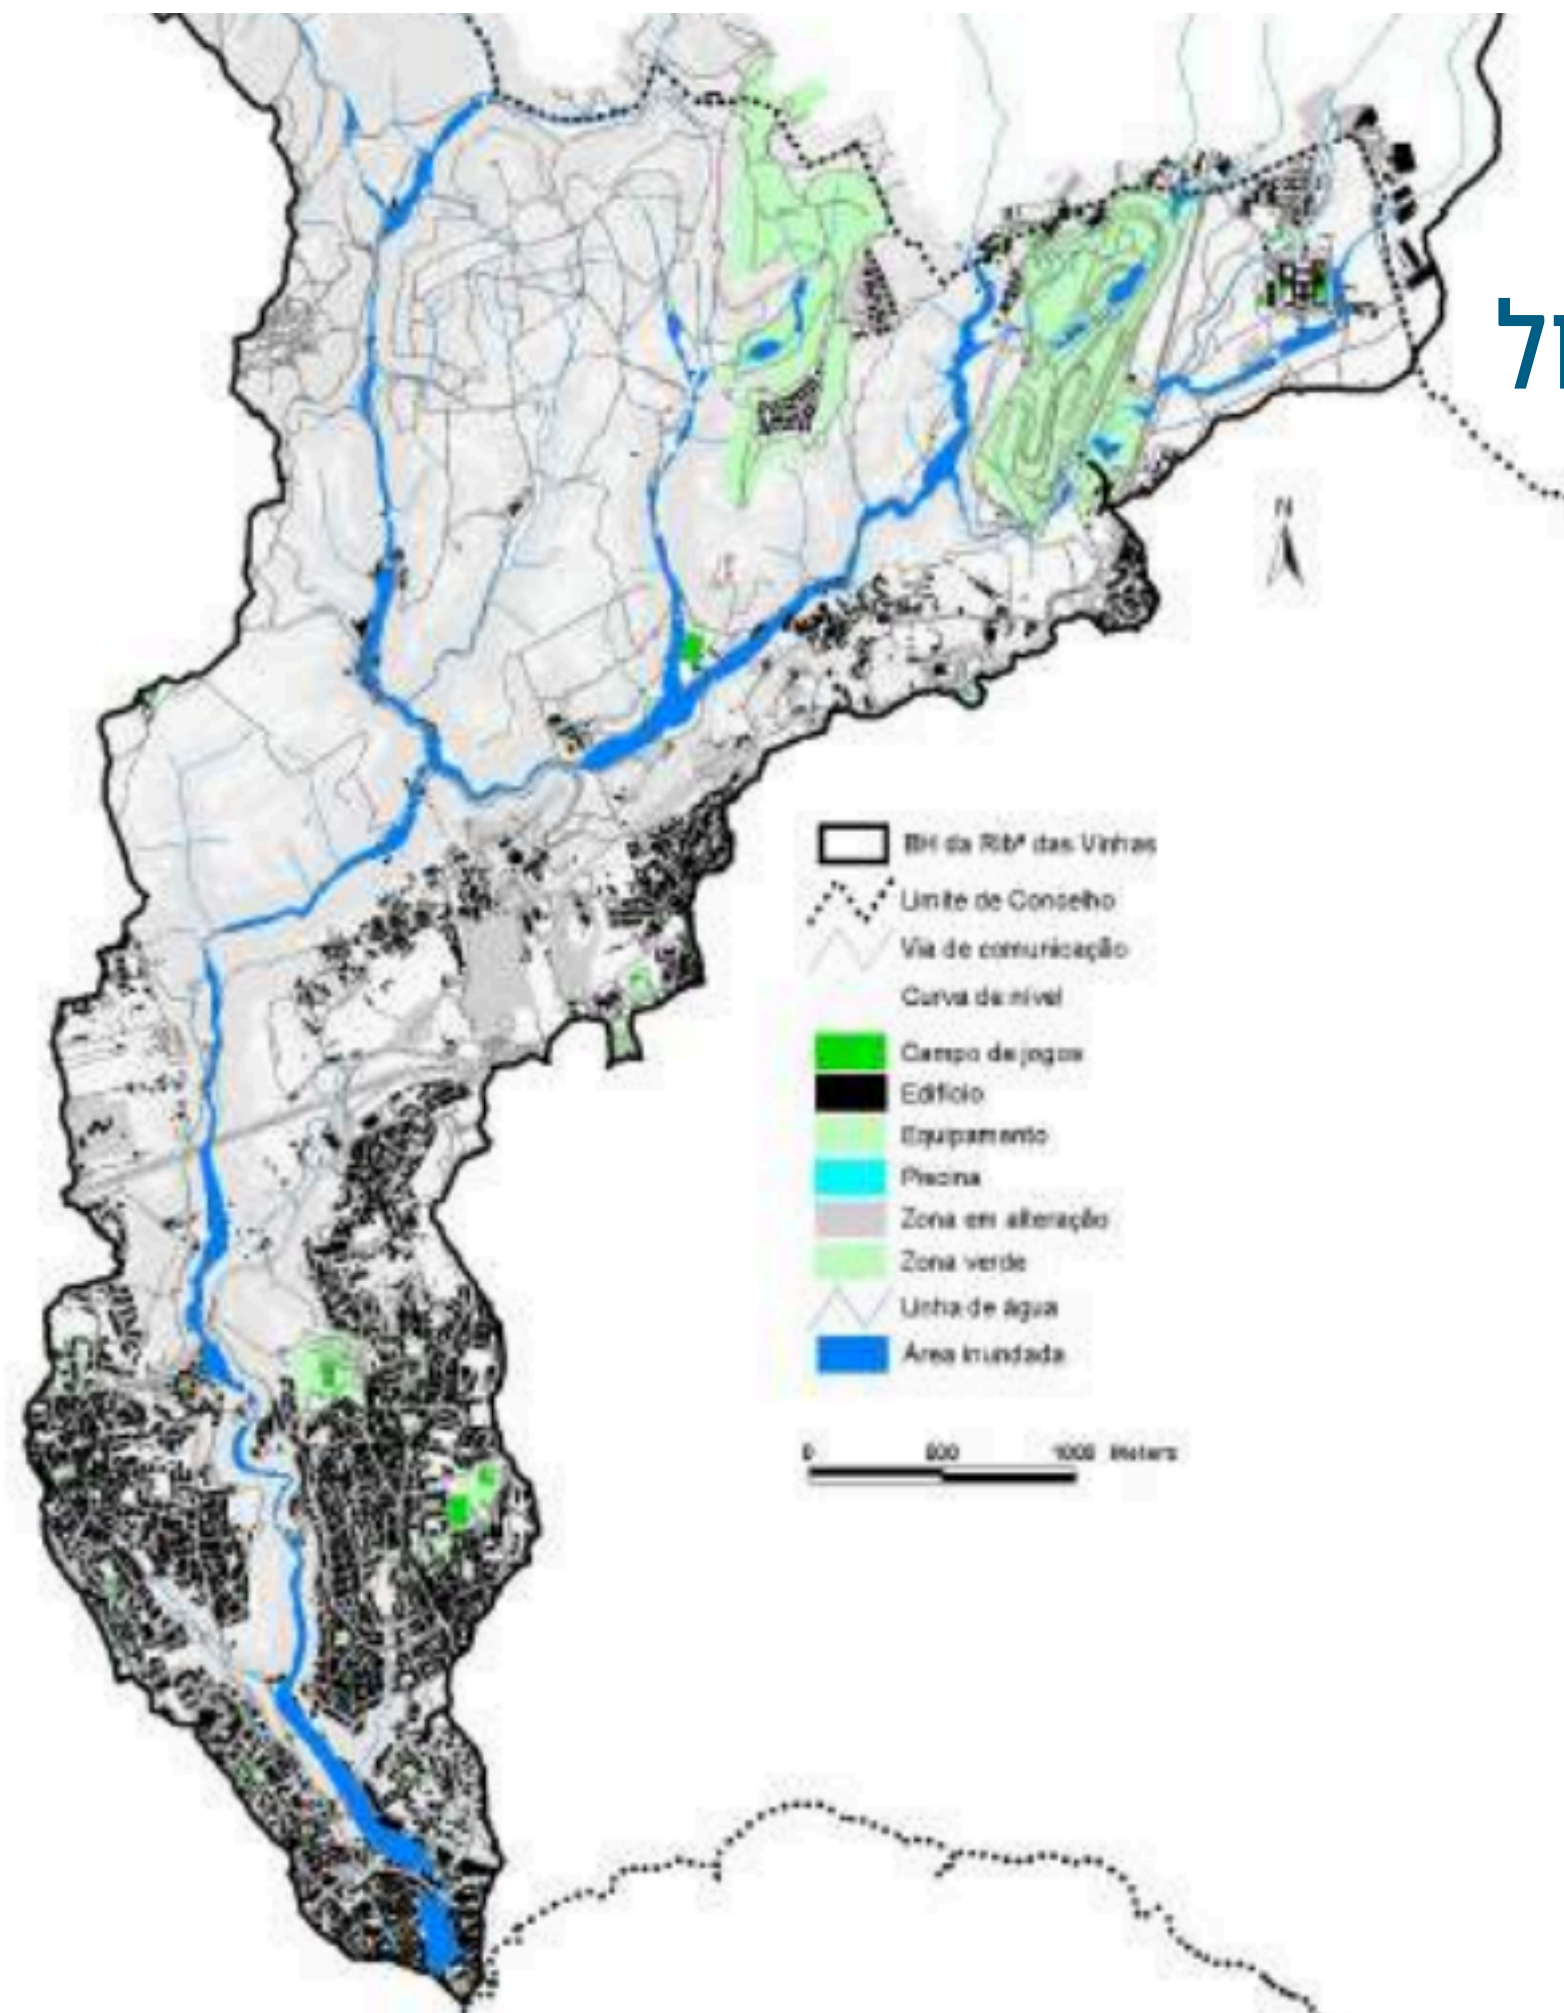 ול
N
BH da Ribª das Vinhas
Limite de Conselho
Via de comunicação
Curva de nível
Campo de jogos
Edifício
Equipamento
Piscina
Zona em alteração
Zona verde
Linha de água
Área inundada
0 500 1000 Meters